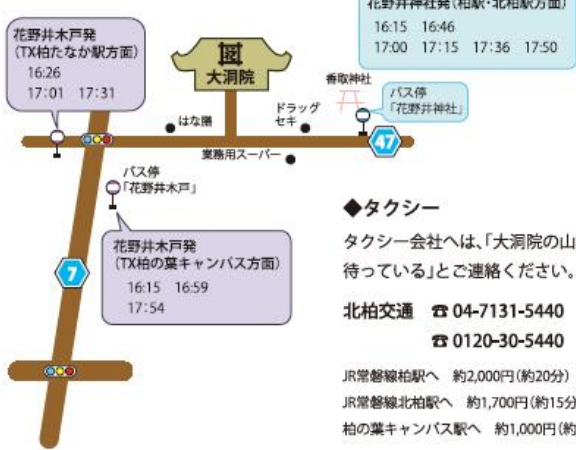 花野井神社発(柏駅・北柏駅方面)
16:15 16:46
17:00 17:15 17:36 17:50
花野井木戸発
(TX柏たなか駅方面)
16:26
17:01 17:31
大洞院
香取神社
バス停
「花野井神社」
はな膳
ドラッグ
セキ
業務用スーパー
47
バス停
「花野井木戸」
花野井木戸発
(TX柏の葉キャンパス方面)
16:15 16:59
17:54
7
◆タクシー
タクシー会社へは、「大洞院の山
待っている」とご連絡ください。
北柏交通 ☎04-7131-5440
☎0120-30-5440
JR常磐線柏駅へ 約2,000円(約20分)
JR常磐線北柏駅へ 約1,700円(約15分
柏の葉キャンパス駅へ 約1,000円(約